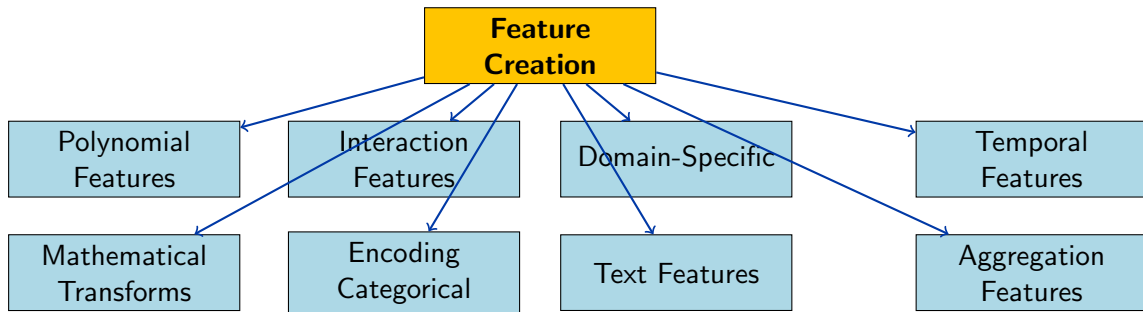 Feature
Creation
Polynomial
Features
Interaction
Features
Domain-Specific
Temporal
Features
Mathematical
Transforms
Encoding
Categorical
Text Features
Aggregation
Features